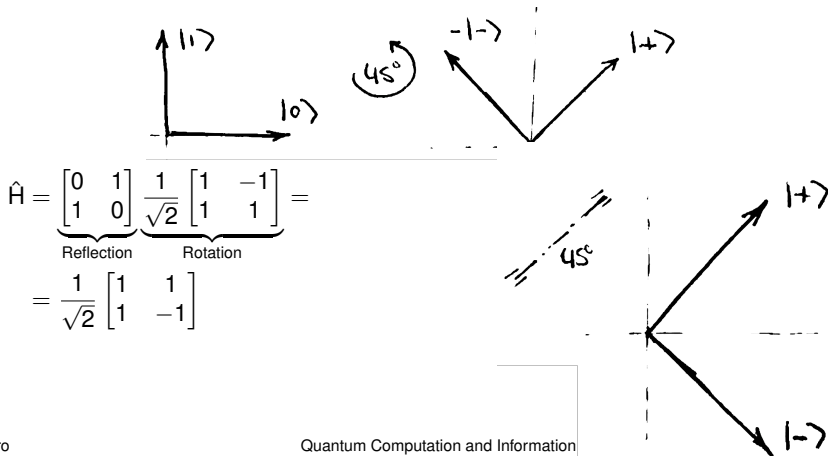 |1⟩
|0⟩
45°
-|-⟩
|+⟩
Ĥ = [0 1; 1 0] 1/√2 [1 -1; 1 1] =
Reflection Rotation
= 1/√2 [1 1; 1 -1]
45°
|+⟩
|-⟩
ro
Quantum Computation and Information